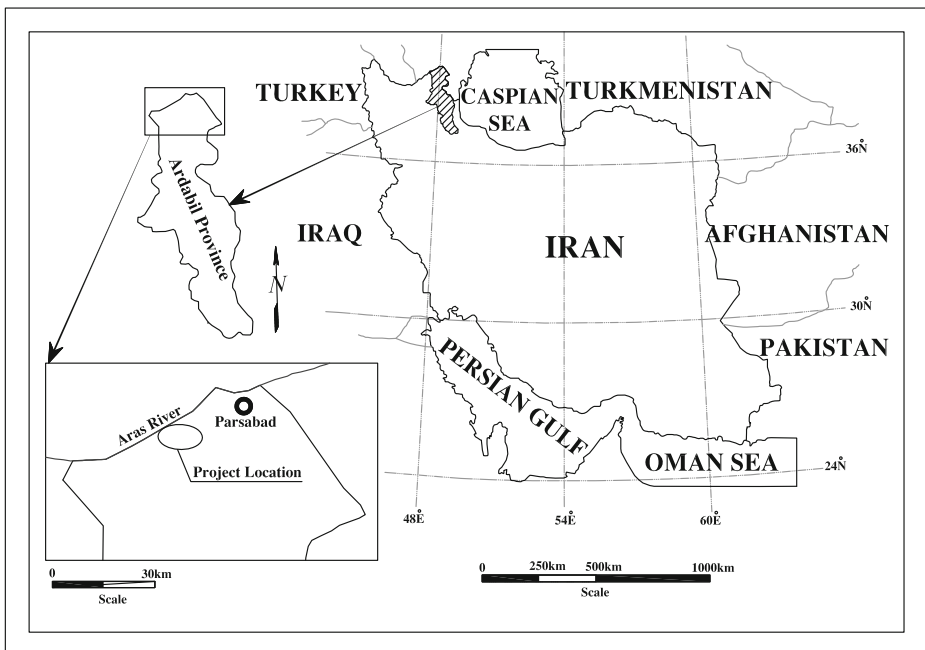 TURKEY
CASPIAN
SEA
TURKMENISTAN
36°N
Ardabil Province
IRAQ
IRAN
AFGHANISTAN
N
30°N
PAKISTAN
PERSIAN GULF
Aras River
Parsabad
Project Location
OMAN SEA
24°N
48°E
54°E
60°E
0 30km
Scale
0 250km 500km 1000km
Scale